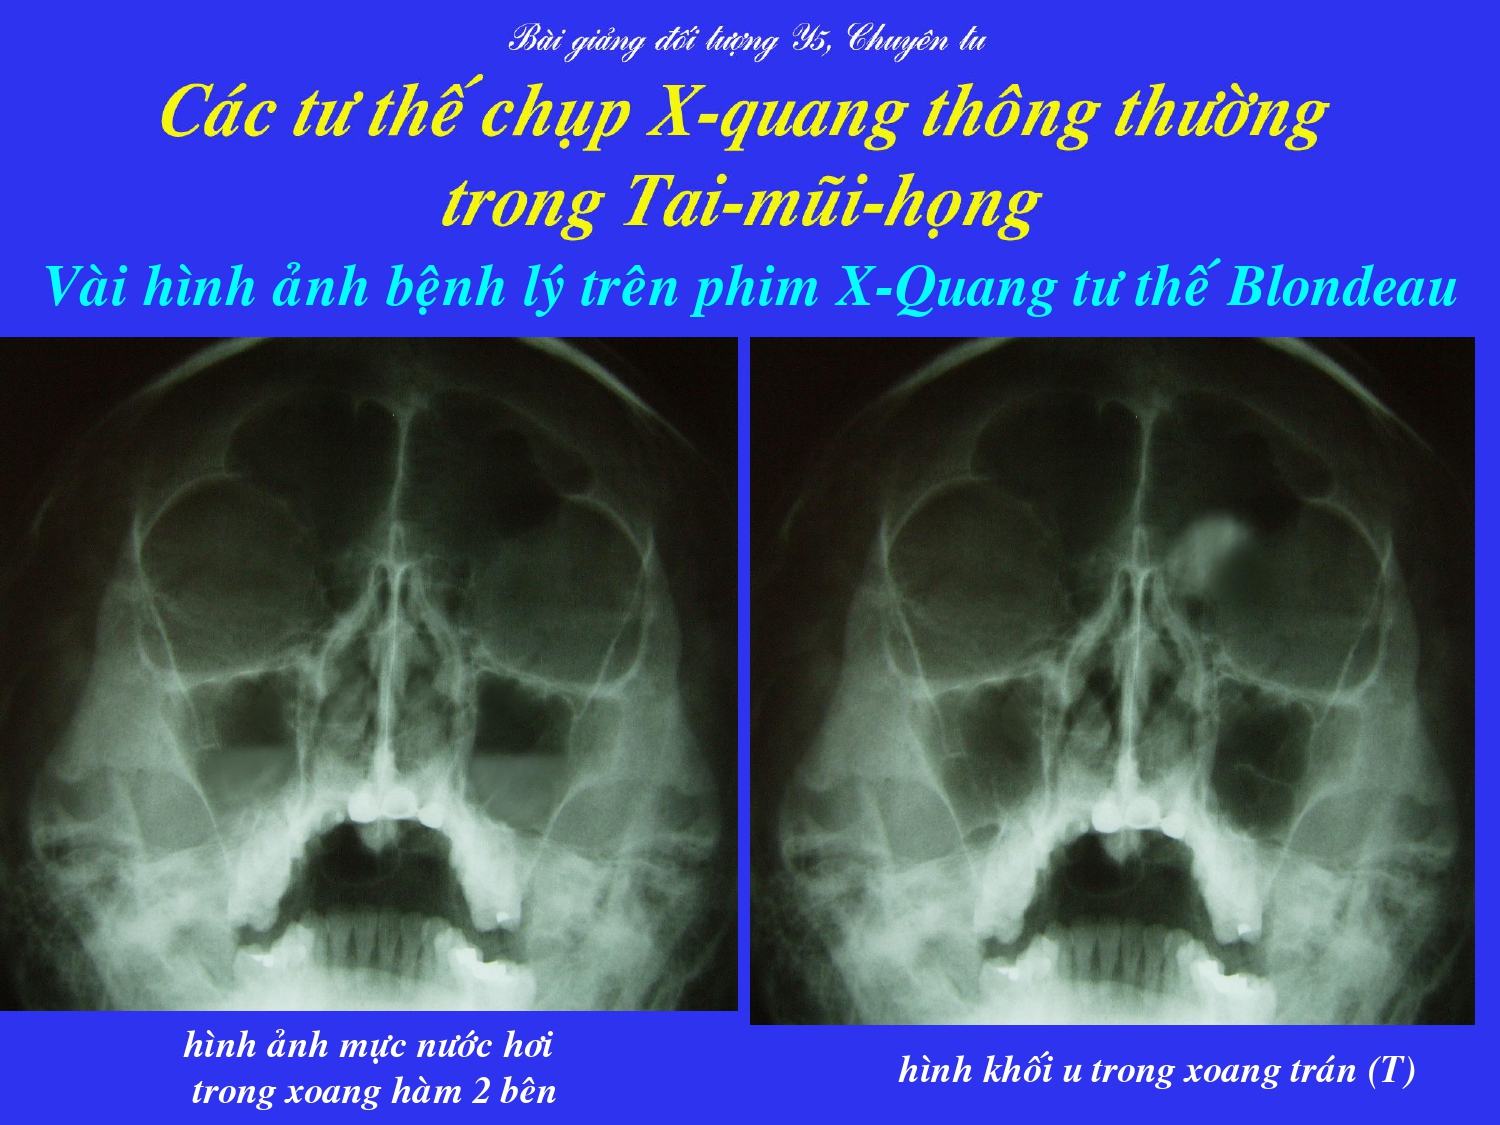 Bài giảng đối tượng Y5, Chuyên tu
Các tư thế chụp X-quang thông thường
trong Tai-mũi-họng
Vài hình ảnh bệnh lý trên phim X-Quang tư thế Blondeau
hình ảnh mực nước hơi
trong xoang hàm 2 bên
hình khối u trong xoang trán (T)